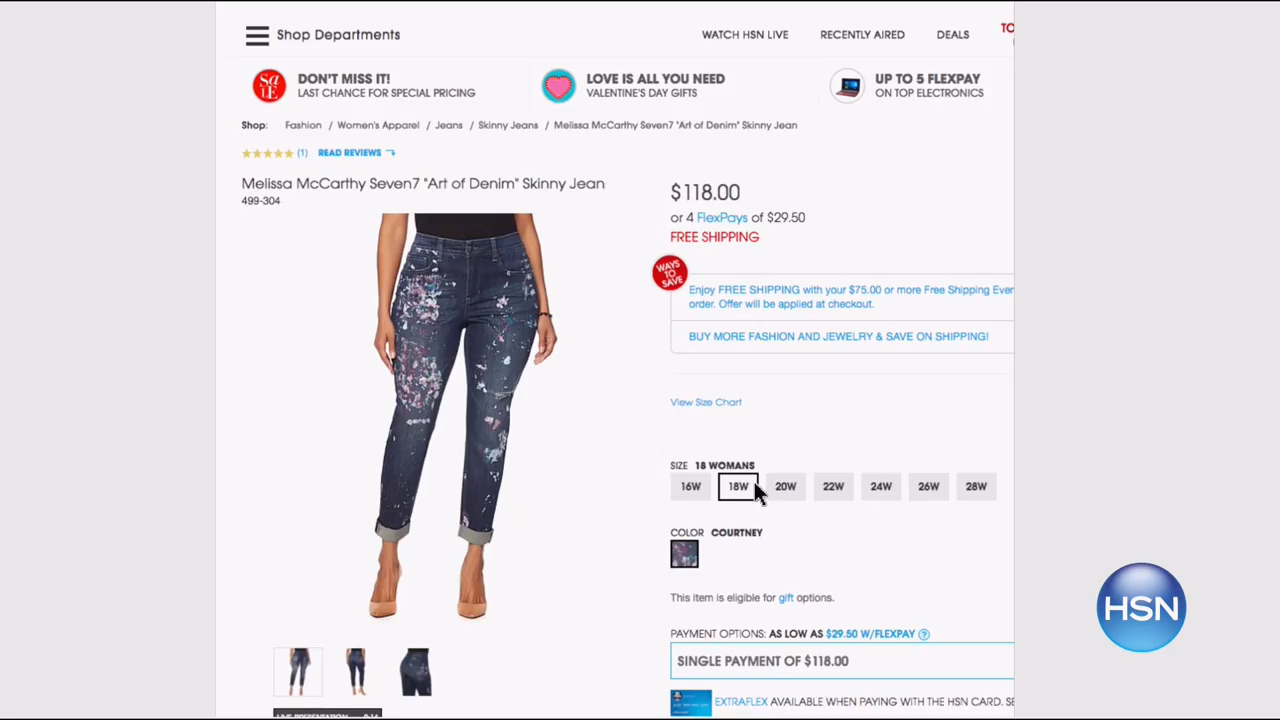 Shop Departments
WATCH HSN LIVE
RECENTLY AIRED
DEALS
TO
SALE
DON'T MISS IT!
LAST CHANCE FOR SPECIAL PRICING
LOVE IS ALL YOU NEED
VALENTINE'S DAY GIFTS
UP TO 5 FLEXPAY
ON TOP ELECTRONICS
Shop: Fashion / Women's Apparel / Jeans / Skinny Jeans / Melissa McCarthy Seven7 "Art of Denim" Skinny Jean
(1) READ REVIEWS
Melissa McCarthy Seven7 "Art of Denim" Skinny Jean
499-304
$118.00
or 4 FlexPays of $29.50
FREE SHIPPING
WAYS
TO
SAVE
Enjoy FREE SHIPPING with your $75.00 or more Free Shipping Even
order. Offer will be applied at checkout.
BUY MORE FASHION AND JEWELRY & SAVE ON SHIPPING!
View Size Chart
SIZE 18 WOMANS
16W 18W 20W 22W 24W 26W 28W
COLOR COURTNEY
This item is eligible for gift options.
HSN
PAYMENT OPTIONS: AS LOW AS $29.50 W/FLEXPAY ?
SINGLE PAYMENT OF $118.00
EXTRAFLEX AVAILABLE WHEN PAYING WITH THE HSN CARD. SE